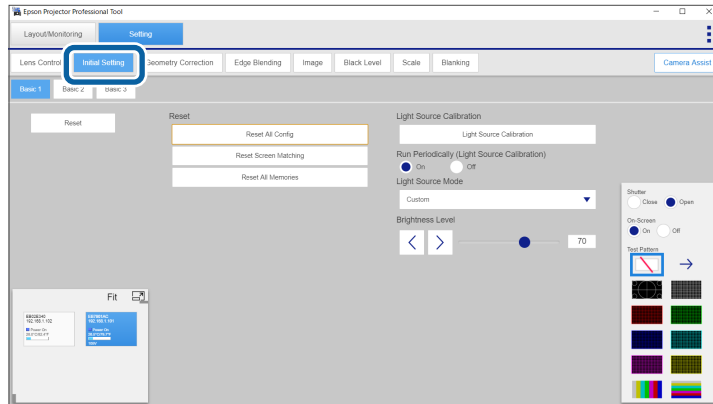 Epson Projector Professional Tool
Layout/Monitoring Setting
Lens Control Initial Setting Geometry Correction Edge Blending Image Black Level Scale Blanking Camera Assist
Basic 1 Basic 2 Basic 3
Reset
Reset
Reset All Config
Reset Screen Matching
Reset All Memories
Light Source Calibration
Light Source Calibration
Run Periodically (Light Source Calibration)
On Off
Light Source Mode
Custom
Brightness Level
70
Shutter
Close Open
On-Screen
On Off
Test Pattern
Fit
192.168.1.102
Power On
192.168.1.101
Power On